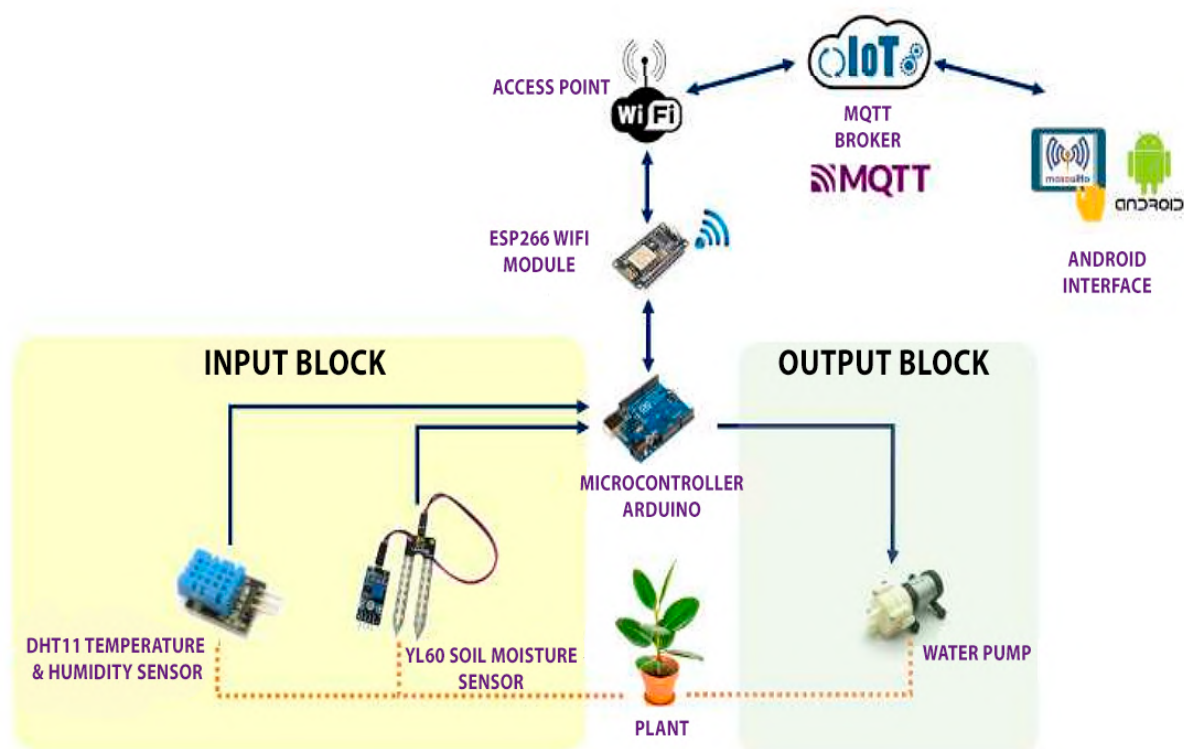 IoT
ACCESS POINT
Wi Fi
MQTT
BROKER
MQTT
mosquitto
ANDROID
ESP266 WIFI
MODULE
ANDROID
INTERFACE
INPUT BLOCK
OUTPUT BLOCK
MICROCONTROLLER
ARDUINO
DHT11 TEMPERATURE
& HUMIDITY SENSOR
YL60 SOIL MOISTURE
SENSOR
WATER PUMP
PLANT